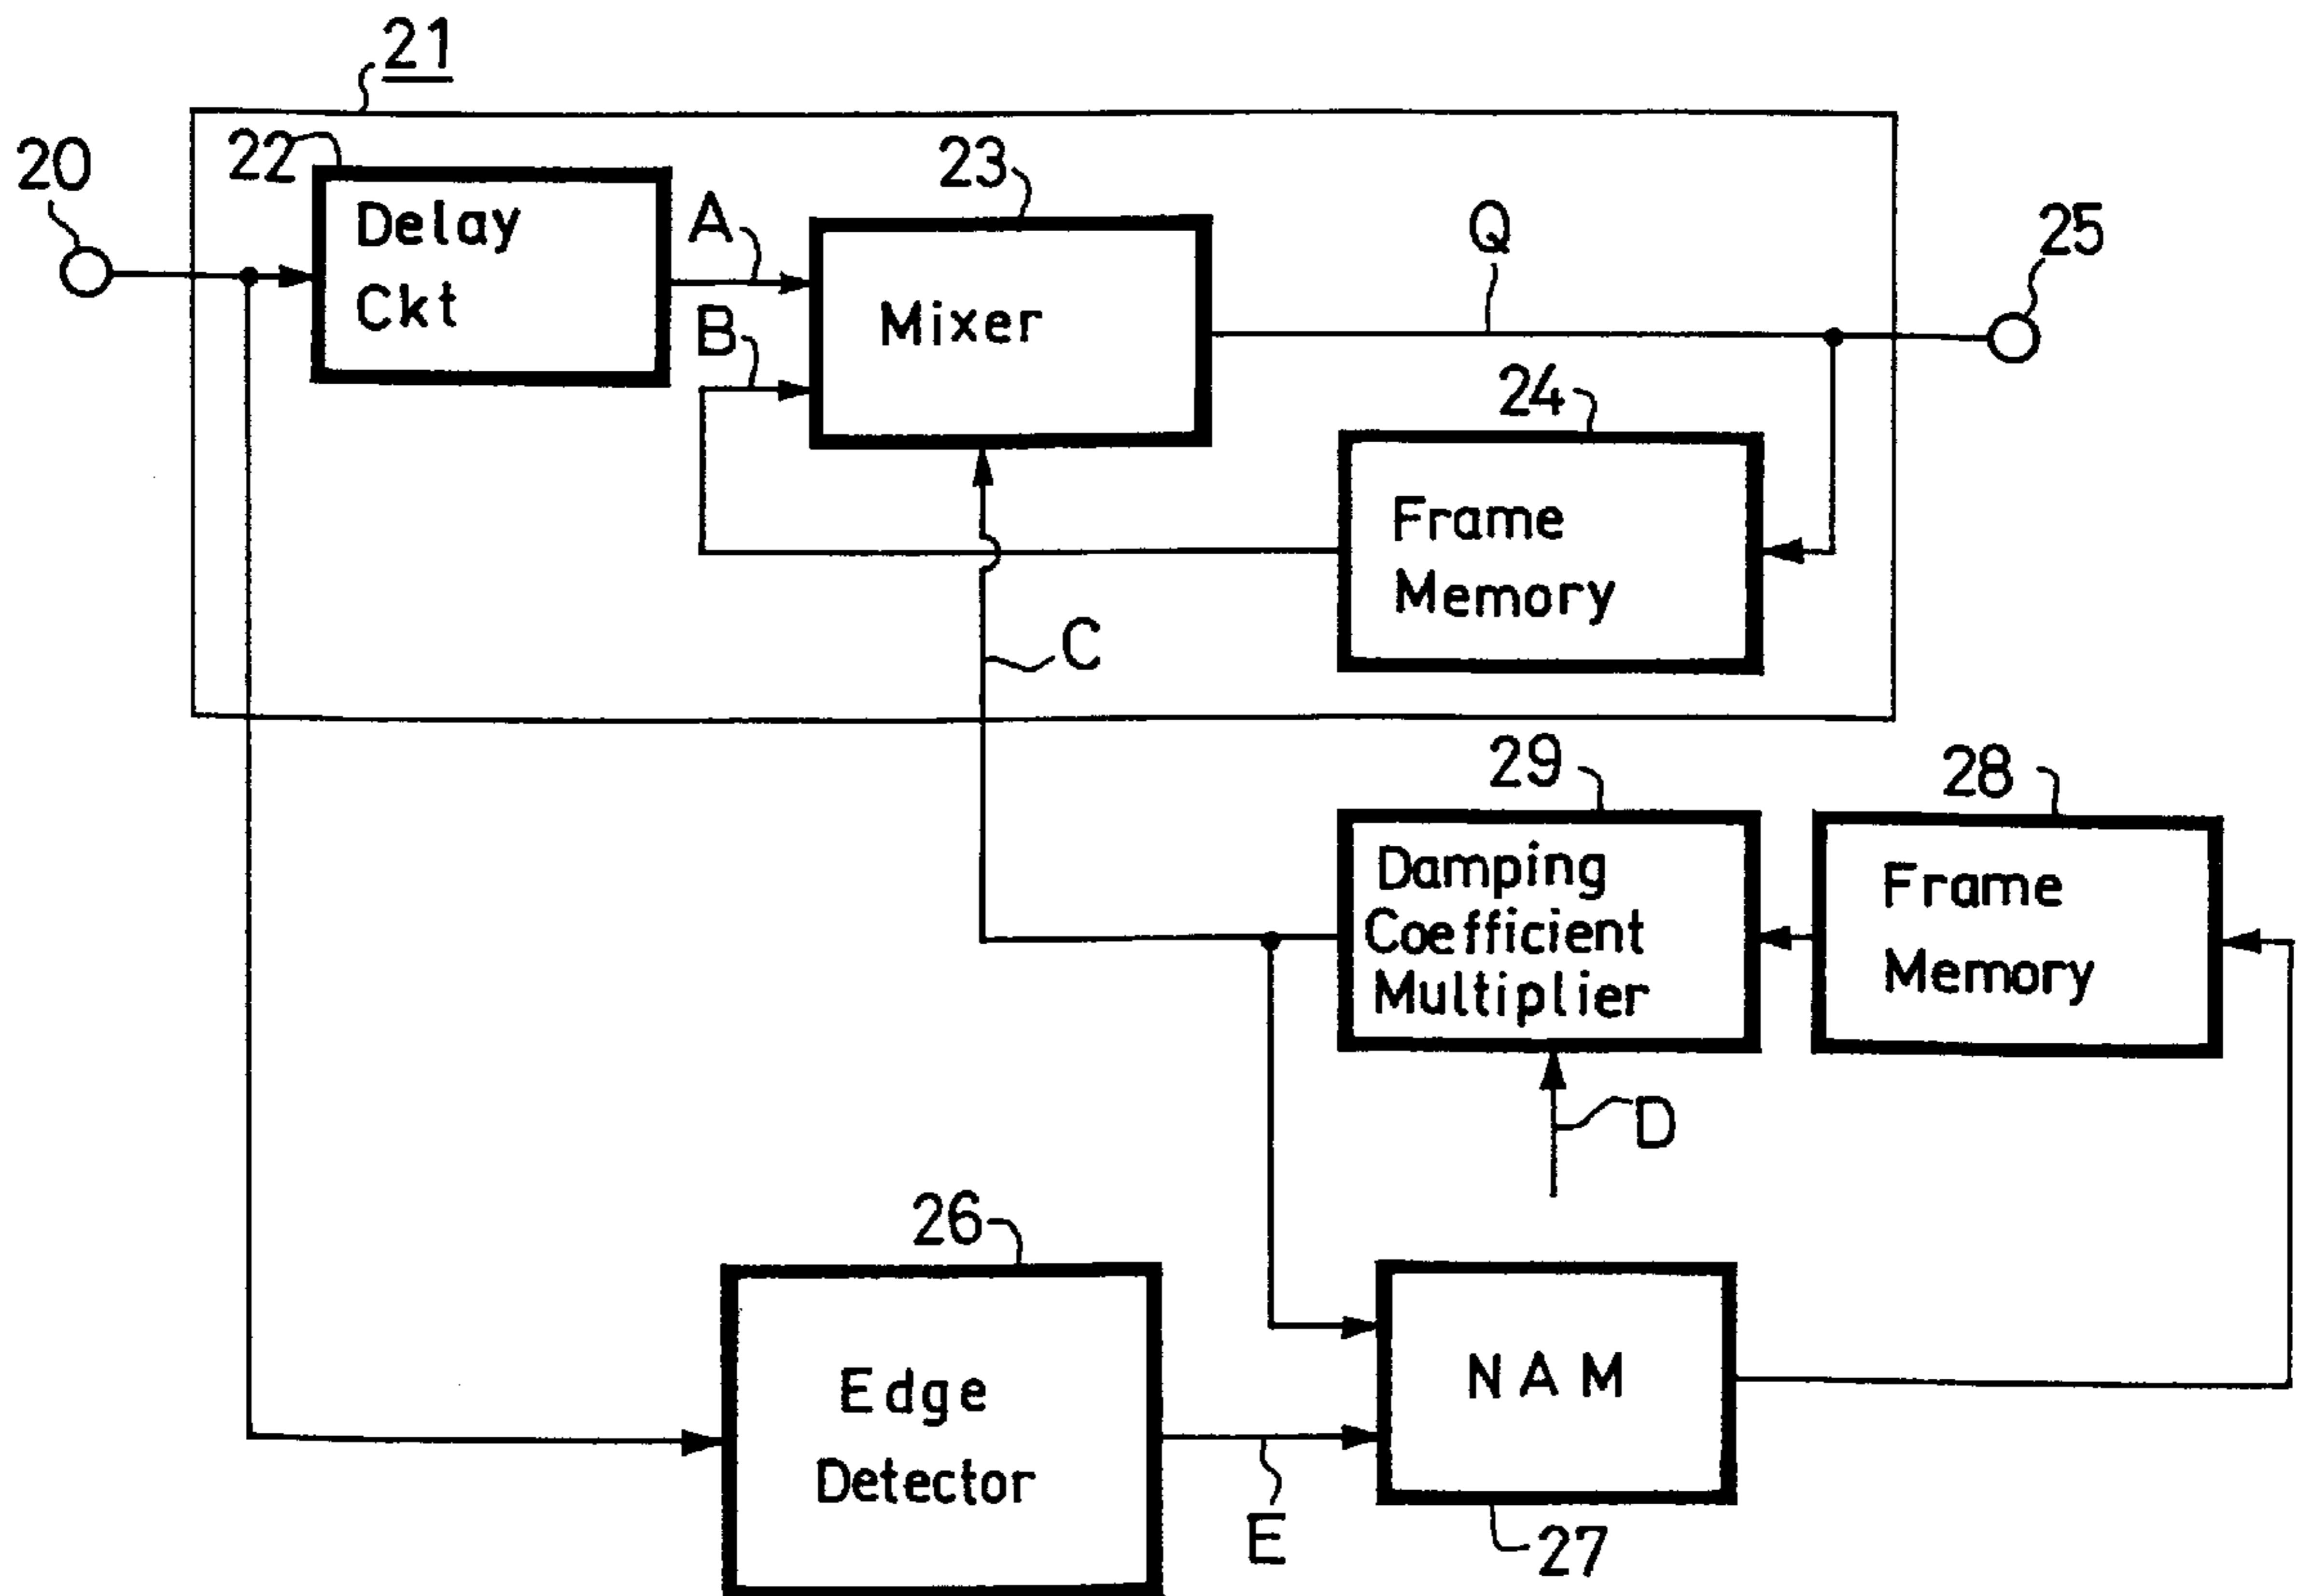 21
20
22
Delay
Ckt
A
B
23
Mixer
Q
25
24
Frame
Memory
C
29
Damping
Coefficient
Multiplier
28
Frame
Memory
D
26
Edge
Detector
E
NAM
27